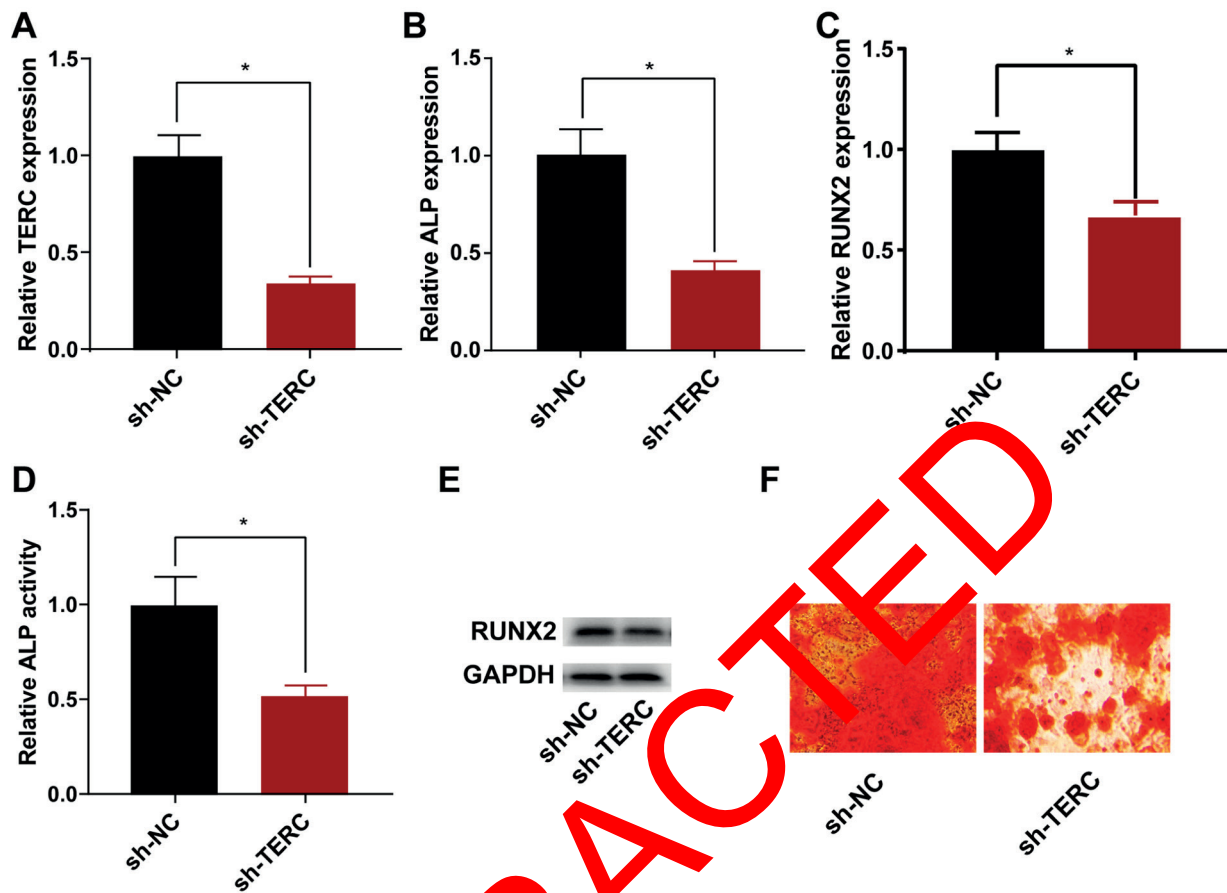 A
Relative TERC expression
1.5
1.0
0.5
0.0
*
sh-NC
sh-TERC
B
Relative ALP expression
1.5
1.0
0.5
0.0
*
sh-NC
sh-TERC
C
Relative RUNX2 expression
1.5
1.0
0.5
0.0
*
sh-NC
sh-TERC
D
Relative ALP activity
1.5
1.0
0.5
0.0
*
sh-NC
sh-TERC
E
RUNX2
GAPDH
sh-NC
sh-TERC
F
sh-NC
sh-TERC
RACTED